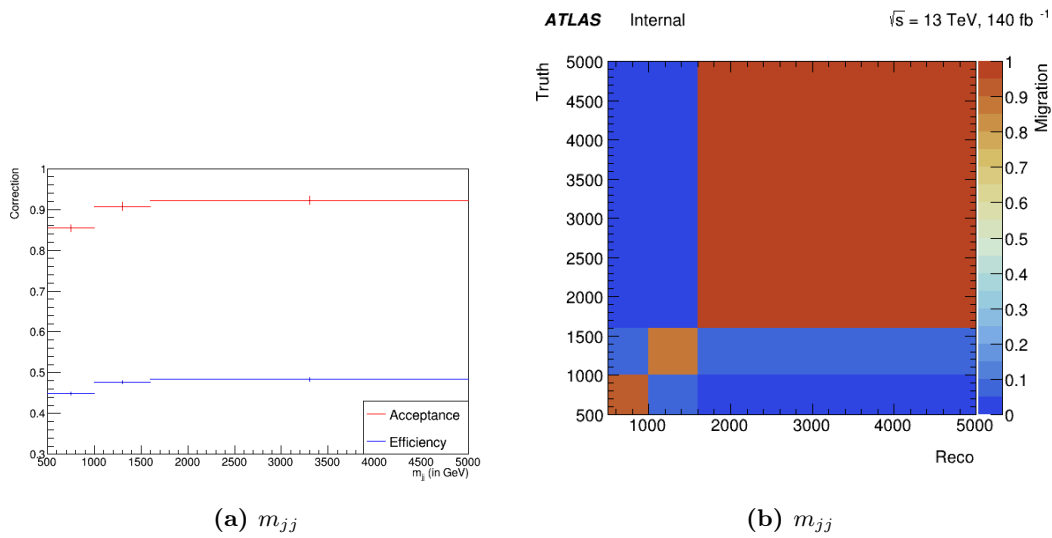 ATLAS Internal √s = 13 TeV, 140 fb⁻¹
Correction
1
0.9
0.8
0.7
0.6
0.5
0.4
0.3
500 1000 1500 2000 2500 3000 3500 4000 4500 5000
m_jj (in GeV)
Acceptance
Efficiency
Truth
5000
4500
4000
3500
3000
2500
2000
1500
1000
500
1000 2000 3000 4000 5000
Reco
1
0.9
0.8
0.7
0.6
0.5
0.4
0.3
0.2
0.1
0
Migration
(a) m_jj
(b) m_jj